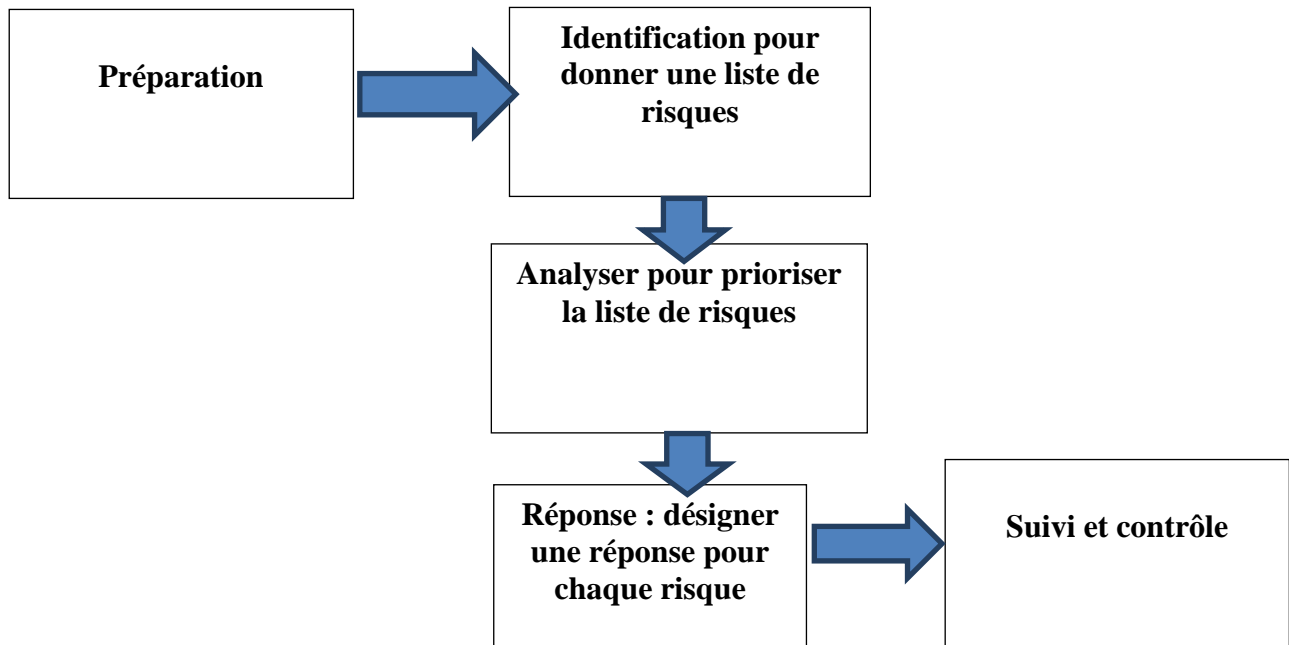 Préparation
Identification pour
donner une liste de
risques
Analyser pour prioriser
la liste de risques
Réponse : désigner
une réponse pour
chaque risque
Suivi et contrôle